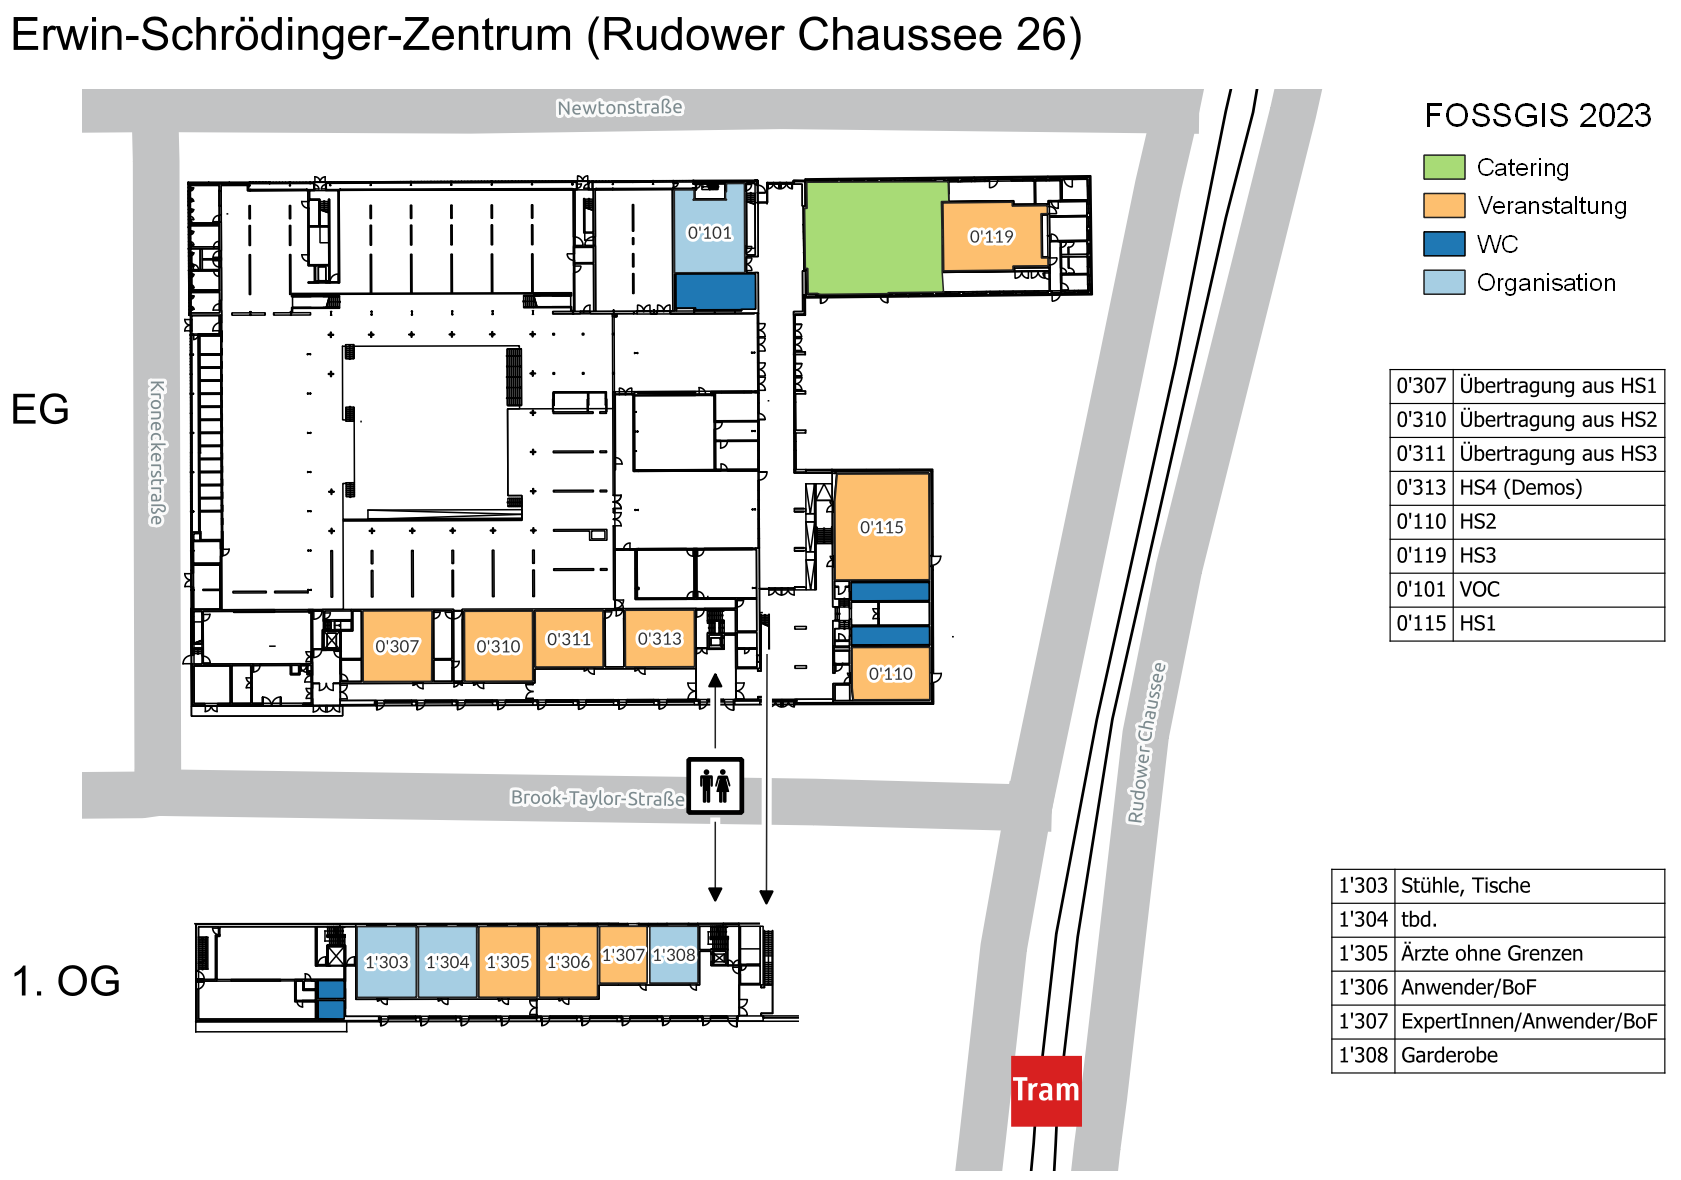 Erwin-Schrödinger-Zentrum (Rudower Chaussee 26)
Newtonstraße
FOSSGIS 2023
Catering
Veranstaltung
WC
Organisation
0'101
0'119
EG
Kroneckerstraße
0'307 Übertragung aus HS1
0'310 Übertragung aus HS2
0'311 Übertragung aus HS3
0'313 HS4 (Demos)
0'110 HS2
0'119 HS3
0'101 VOC
0'115 HS1
0'115
0'307
0'310
0'311
0'313
0'110
Rudower Chaussee
Brook-Taylor-Straße
1. OG
1'303
1'304
1'305
1'306
1'307
1'308
1'303 Stühle, Tische
1'304 tbd.
1'305 Ärzte ohne Grenzen
1'306 Anwender/BoF
1'307 ExpertInnen/Anwender/BoF
1'308 Garderobe
Tram